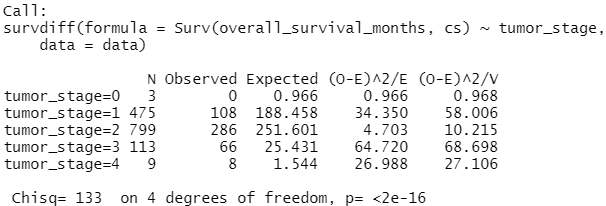 Call:
survdiff(formula = Surv(overall_survival_months, cs) ~ tumor_stage,
    data = data)
                N Observed Expected (O-E)^2/E (O-E)^2/V
tumor_stage=0   3        0    0.966     0.966     0.968
tumor_stage=1 475      108  188.458    34.350    58.006
tumor_stage=2 799      286  251.601     4.703    10.215
tumor_stage=3 113       66   25.431    64.720    68.698
tumor_stage=4   9        8    1.544    26.988    27.106
 Chisq= 133  on 4 degrees of freedom, p= <2e-16